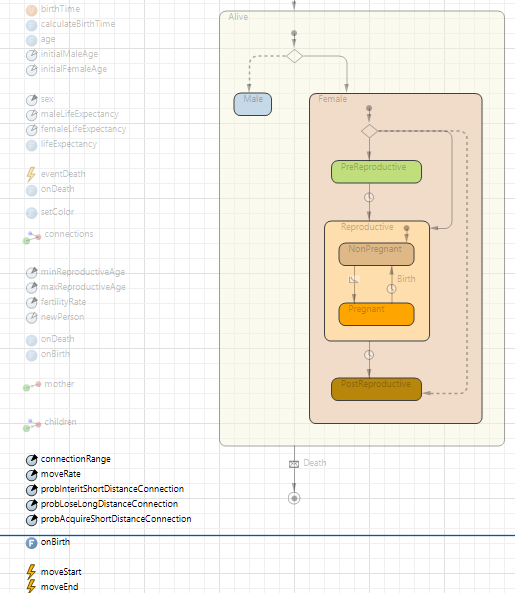 birthTime
calculateBirthTime
age
initialMaleAge
initialFemaleAge
sex
maleLifeExpectancy
femaleLifeExpectancy
lifeExpectancy
eventDeath
onDeath
setColor
connections
minReproductiveAge
maxReproductiveAge
fertilityRate
newPerson
onDeath
onBirth
mother
children
connectionRange
moveRate
probInteritShortDistanceConnection
probLoseLongDistanceConnection
probAcquireShortDistanceConnection
F onBirth
moveStart
moveEnd
Alive
Male
Female
PreReproductive
Reproductive
NonPregnant
Birth
Pregnant
PostReproductive
Death